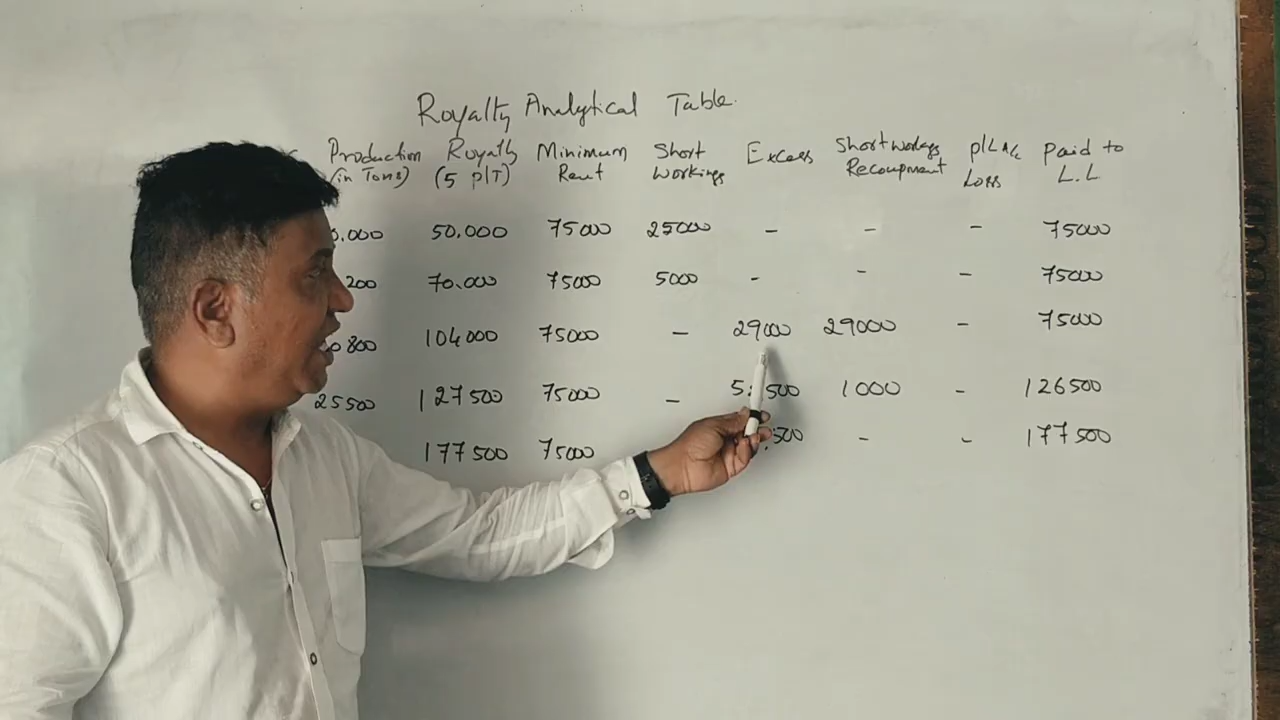 Royalty Analytical Table.
Production Royalty Minimum Short Excess Shortworkings P/L A/c Paid to
(in Tons) (5 P/T) Rent Workings Recoupment Loss L.L
50.000 75000 25000 - - - 75000
70.000 75000 5000 - - - 75000
104000 75000 - 29000 29000 - 75000
25500 127500 75000 - 1000 - 126500
177500 75000 - - 177500